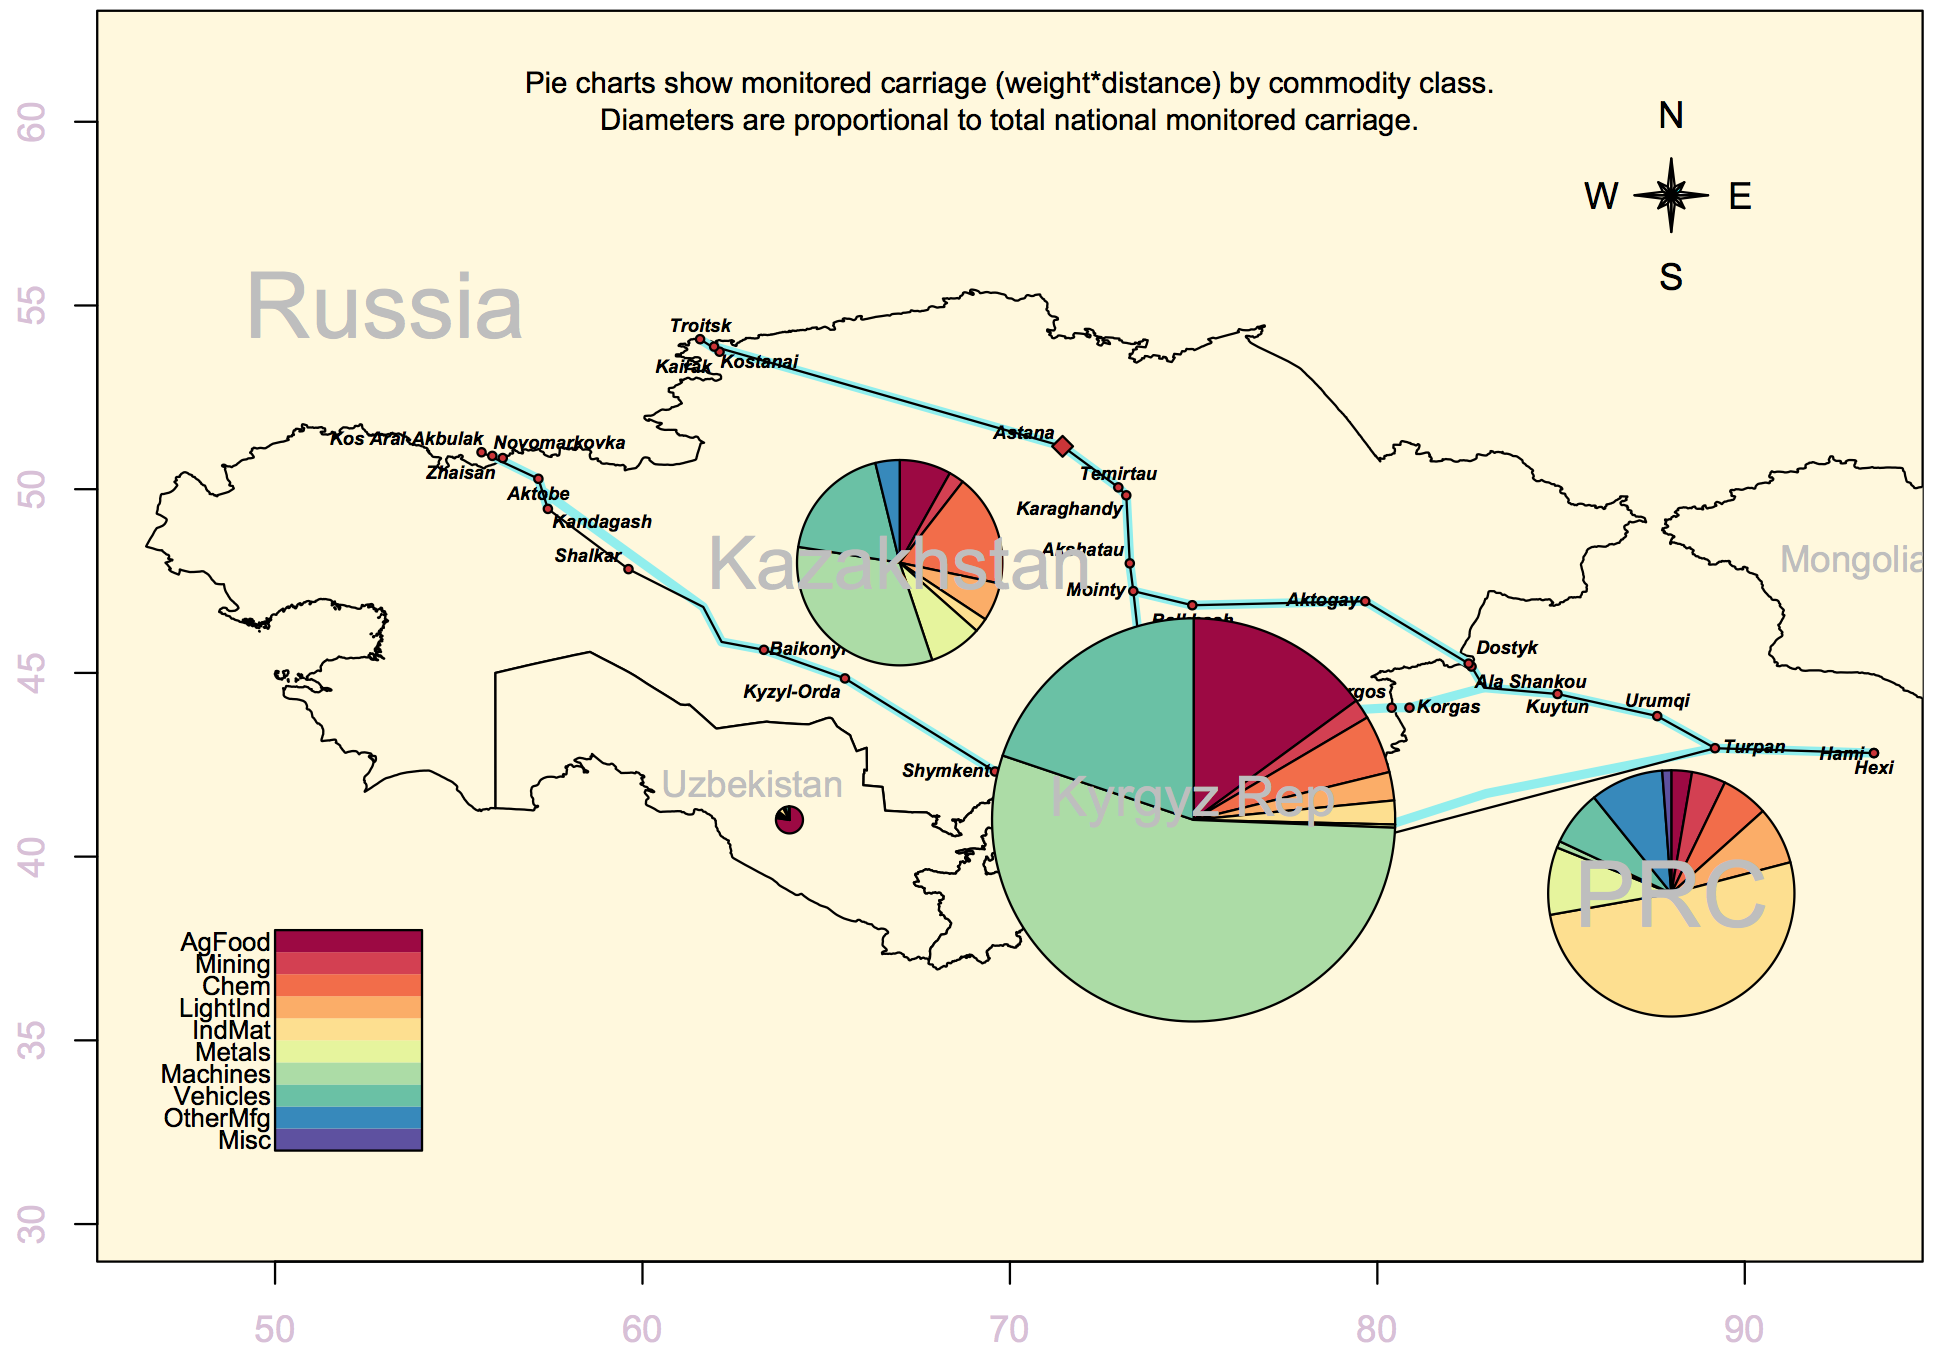 Pie charts show monitored carriage (weight*distance) by commodity class.
Diameters are proportional to total national monitored carriage.
N
W E
S
60
55
50
45
40
35
30
Russia
Troitsk
Kostanai
Kairak
Astana
Kos Aral-Akbulak
Novomarkovka
Zhaisan
Aktobe
Kandagash
Shalkar
Temirtau
Karaghandy
Akshatau
Mointy
Kazakhstan
Mongolia
Aktogay
Baikonyr
Kyzyl-Orda
Dostyk
Ala Shankou
Kuytun
Urumqi
Korgas
Turpan
Hami
Hexi
Shymkent
Uzbekistan
Kyrgyz Rep
PRC
AgFood
Mining
Chem
LightInd
IndMat
Metals
Machines
Vehicles
OtherMfg
Misc
50 60 70 80 90